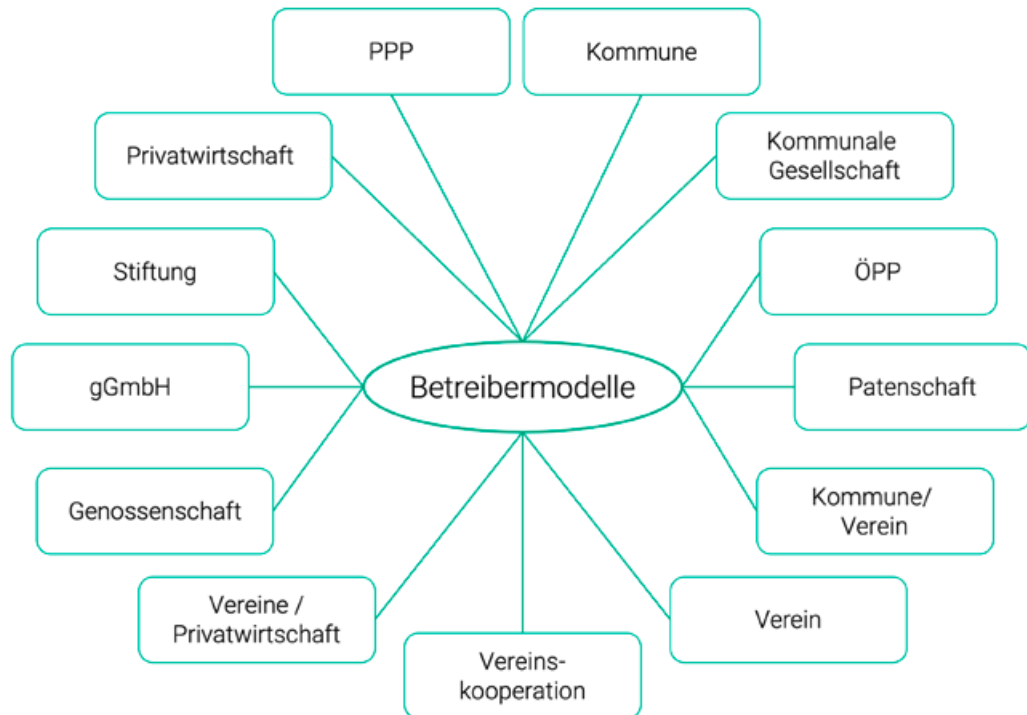 PPP
Kommune
Privatwirtschaft
Kommunale
Gesellschaft
Stiftung
ÖPP
gGmbH
Betreibermodelle
Patenschaft
Genossenschaft
Kommune/
Verein
Vereine /
Privatwirtschaft
Verein
Vereins-
kooperation